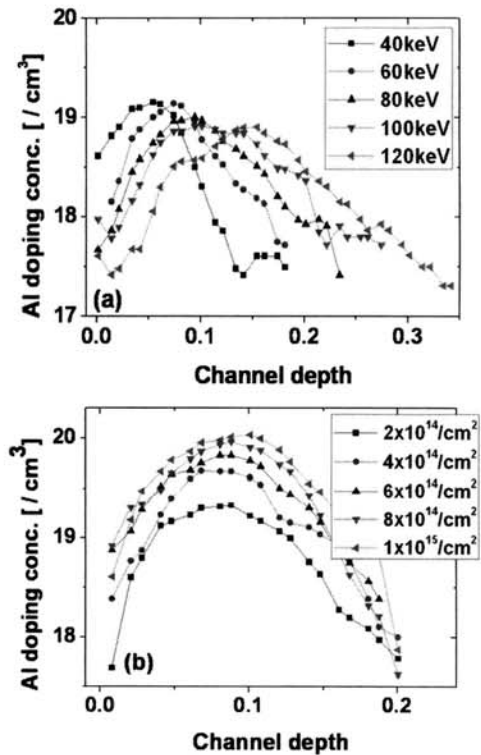 20
19
18
17
Al doping conc. [ / cm³]
40keV
60keV
80keV
100keV
120keV
(a)
0.0 0.1 0.2 0.3
Channel depth
20
19
18
Al doping conc. [ / cm³]
2x10¹⁴/cm²
4x10¹⁴/cm²
6x10¹⁴/cm²
8x10¹⁴/cm²
1x10¹⁵/cm²
(b)
0.0 0.1 0.2
Channel depth